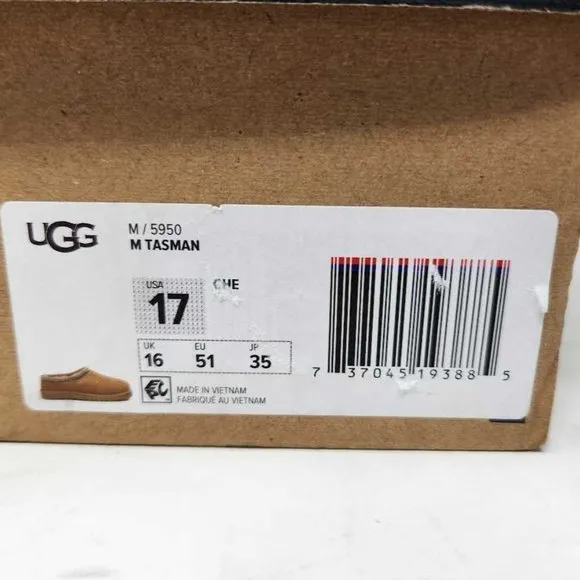 UGG
M / 5950
M TASMAN
USA
17
CHE
UK EU JP
16 51 35
MADE IN VIETNAM
FABRIQUÉ AU VIETNAM
7 37045 19388 5